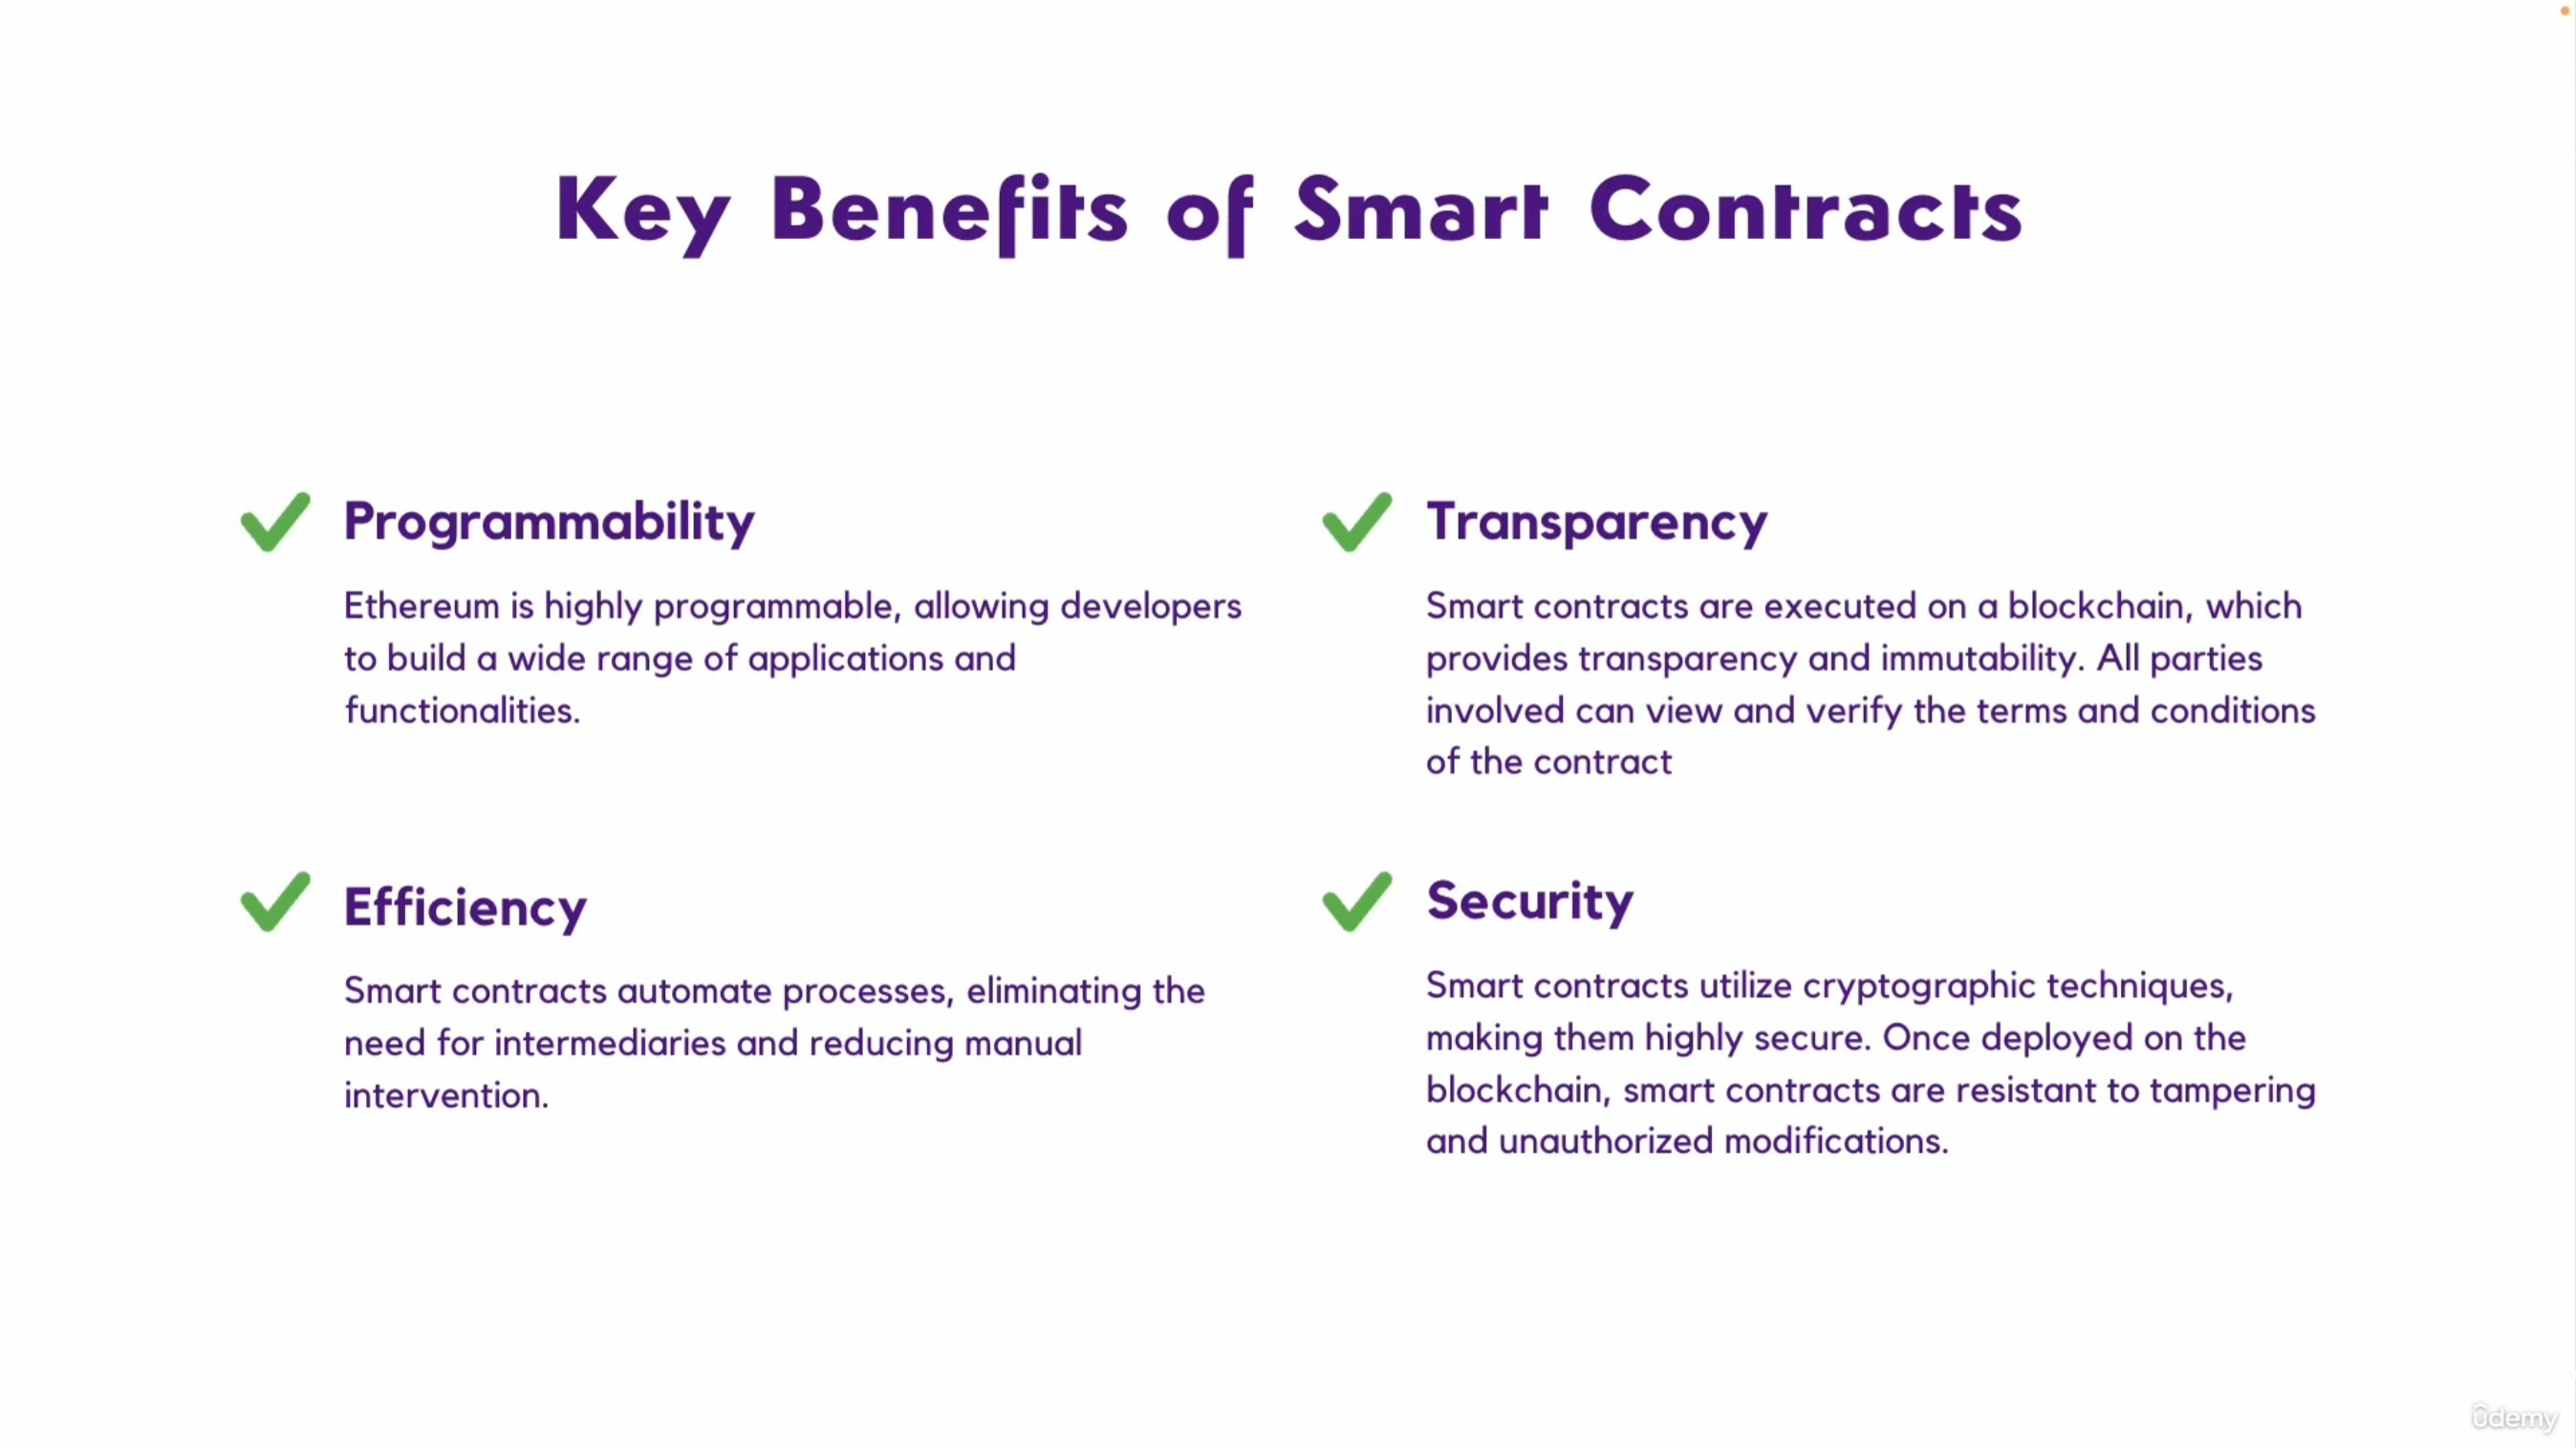 Key Benefits of Smart Contracts
Programmability
Ethereum is highly programmable, allowing developers
to build a wide range of applications and
functionalities.
Transparency
Smart contracts are executed on a blockchain, which
provides transparency and immutability. All parties
involved can view and verify the terms and conditions
of the contract
Efficiency
Smart contracts automate processes, eliminating the
need for intermediaries and reducing manual
intervention.
Security
Smart contracts utilize cryptographic techniques,
making them highly secure. Once deployed on the
blockchain, smart contracts are resistant to tampering
and unauthorized modifications.
ûdemy